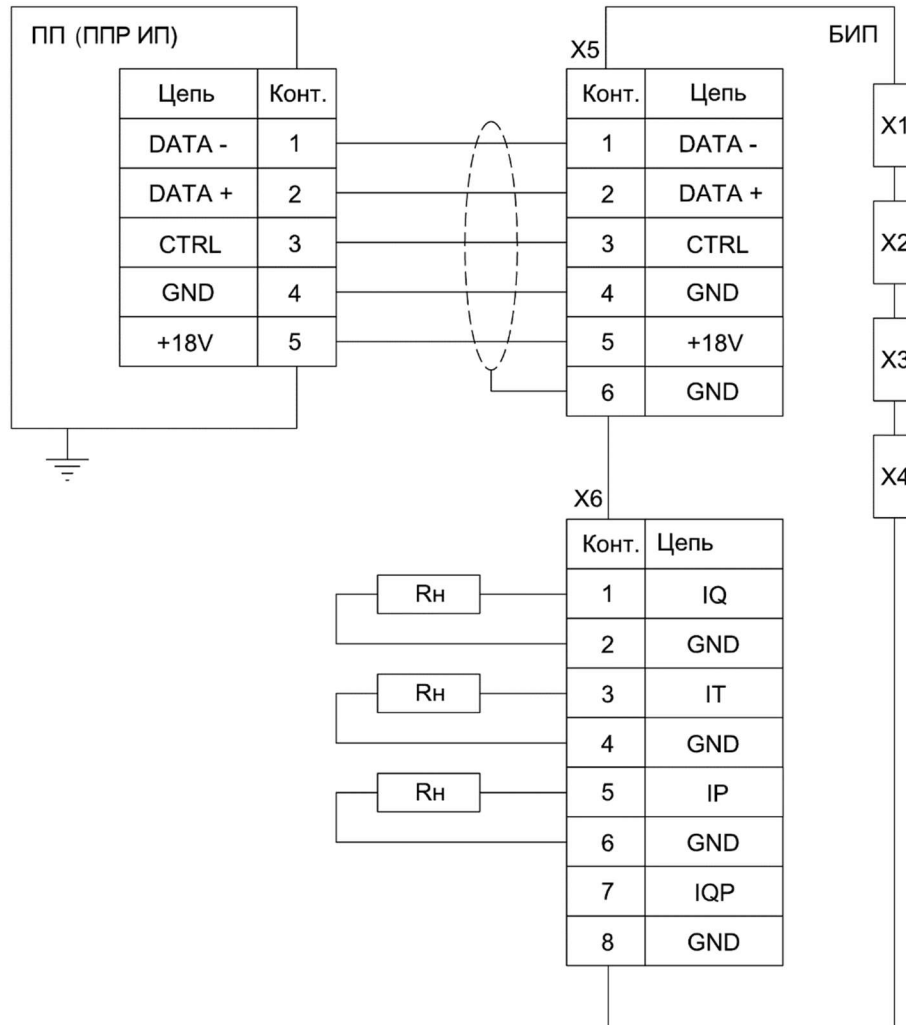 ПП (ППР ИП)
Цепь Конт.
DATA - 1
DATA + 2
CTRL 3
GND 4
+18V 5
БИП
X5
Конт. Цепь
1 DATA -
2 DATA +
3 CTRL
4 GND
5 +18V
6 GND
X1
X2
X3
X4
X6
Конт. Цепь
1 IQ
2 GND
3 IT
4 GND
5 IP
6 GND
7 IQP
8 GND
Rн
Rн
Rн